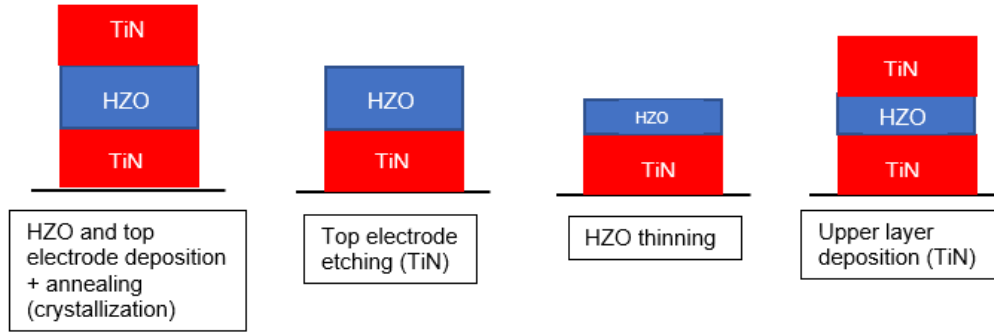 TiN
HZO
TiN
HZO and top
electrode deposition
+ annealing
(crystallization)
HZO
TiN
Top electrode
etching (TiN)
HZO
TiN
HZO thinning
TiN
HZO
TiN
Upper layer
deposition (TiN)